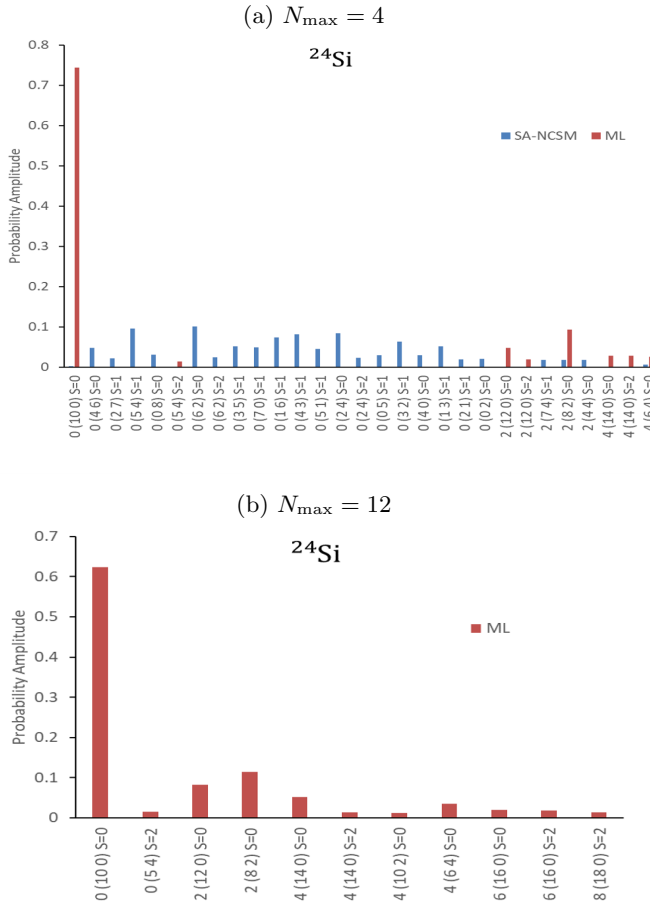 (a) Nmax = 4
24Si
0.8
0.7
0.6
0.5
0.4
0.3
0.2
0.1
0
Probability Amplitude
SA-NCSM
ML
0 (10 0) S=0
0 (4 6) S=0
0 (2 7) S=1
0 (5 4) S=1
0 (0 8) S=0
0 (5 4) S=2
0 (6 2) S=0
0 (6 2) S=2
0 (3 5) S=1
0 (7 0) S=1
0 (1 6) S=1
0 (4 3) S=1
0 (5 1) S=1
0 (2 4) S=0
0 (2 4) S=2
0 (0 5) S=1
0 (3 2) S=1
0 (4 0) S=0
0 (1 3) S=1
0 (2 1) S=1
0 (0 2) S=0
2 (12 0) S=0
2 (12 0) S=2
2 (7 4) S=1
2 (8 2) S=0
2 (4 4) S=0
4 (14 0) S=0
4 (14 0) S=2
4 (6 4) S=0
(b) Nmax = 12
24Si
0.7
0.6
0.5
0.4
0.3
0.2
0.1
0
Probability Amplitude
ML
0 (10 0) S=0
0 (5 4) S=2
2 (12 0) S=0
2 (8 2) S=0
4 (14 0) S=0
4 (14 0) S=2
4 (10 2) S=0
4 (6 4) S=0
6 (16 0) S=0
6 (16 0) S=2
8 (18 0) S=2